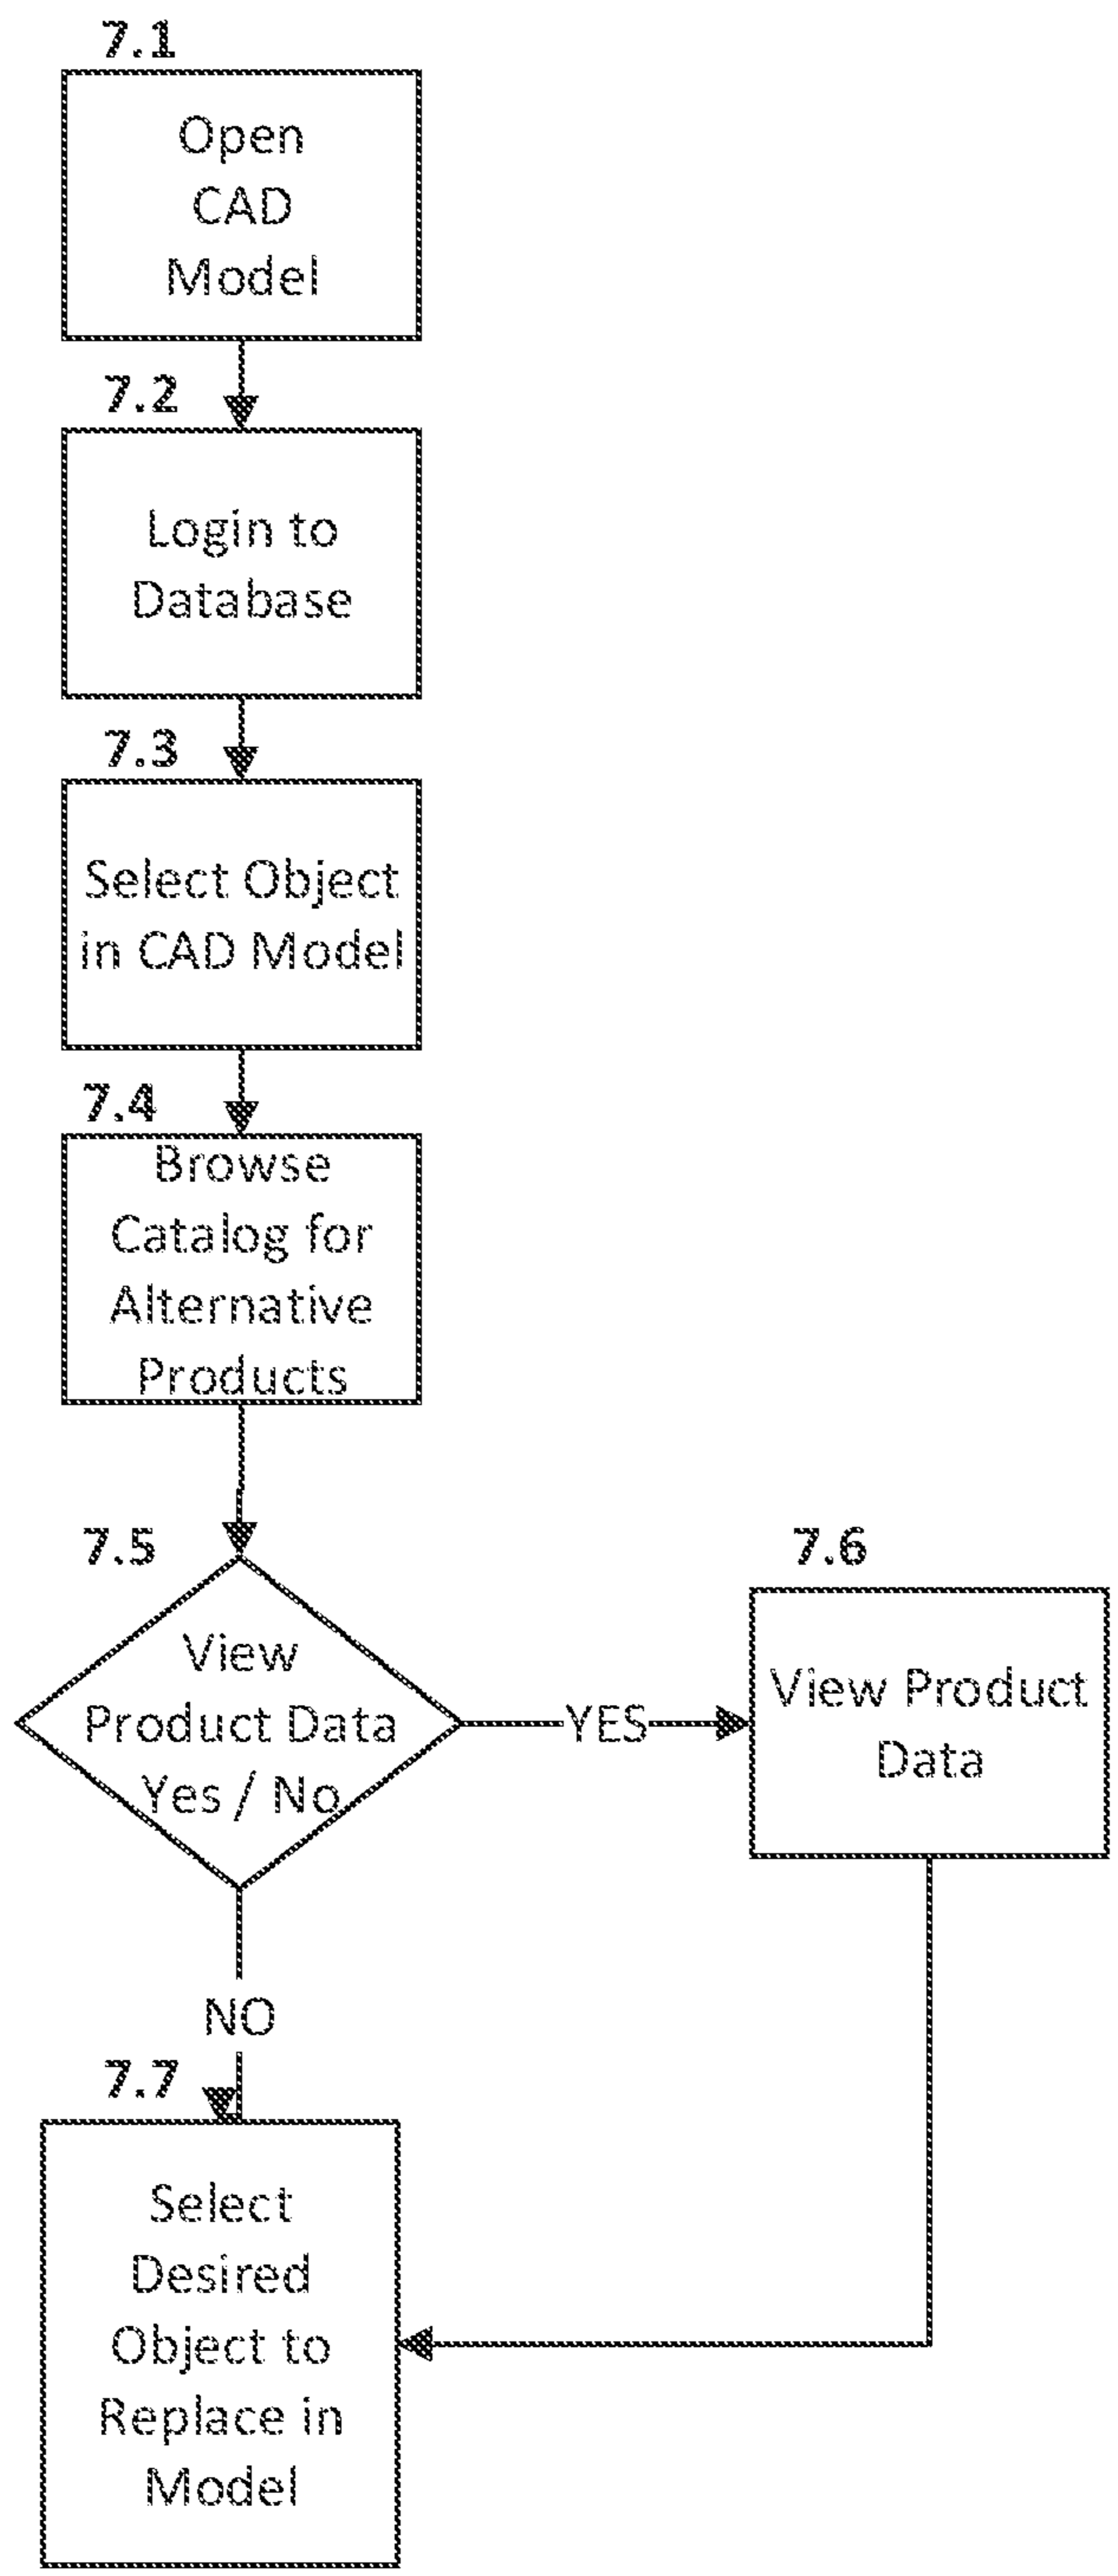 7.1
Open
CAD
Model
7.2
Login to
Database
7.3
Select Object
in CAD Model
7.4
Browse
Catalog for
Alternative
Products
7.5
View
Product Data
Yes / No
YES
7.6
View Product
Data
NO
7.7
Select
Desired
Object to
Replace in
Model